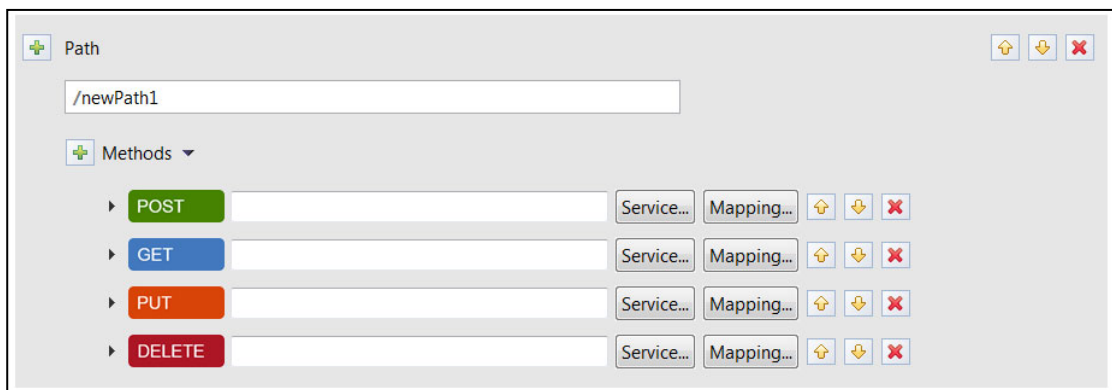 Path
/newPath1
Methods
POST Service... Mapping...
GET Service... Mapping...
PUT Service... Mapping...
DELETE Service... Mapping...